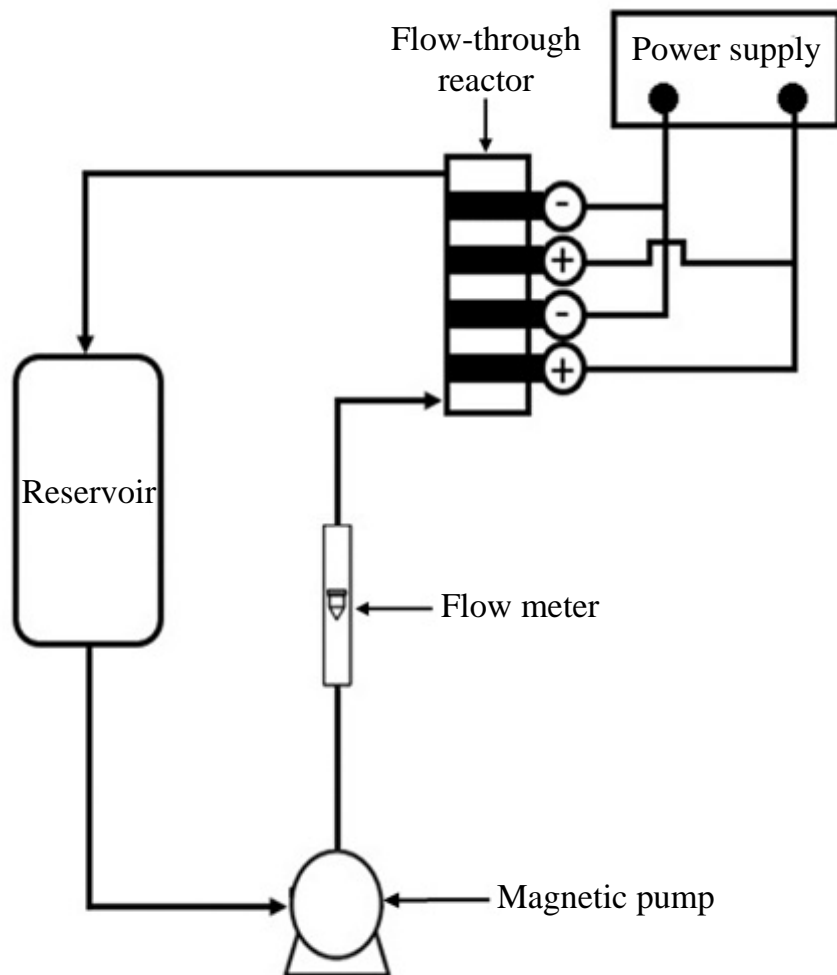 Flow-through
reactor
Power supply
-
+
-
+
Reservoir
Flow meter
Magnetic pump